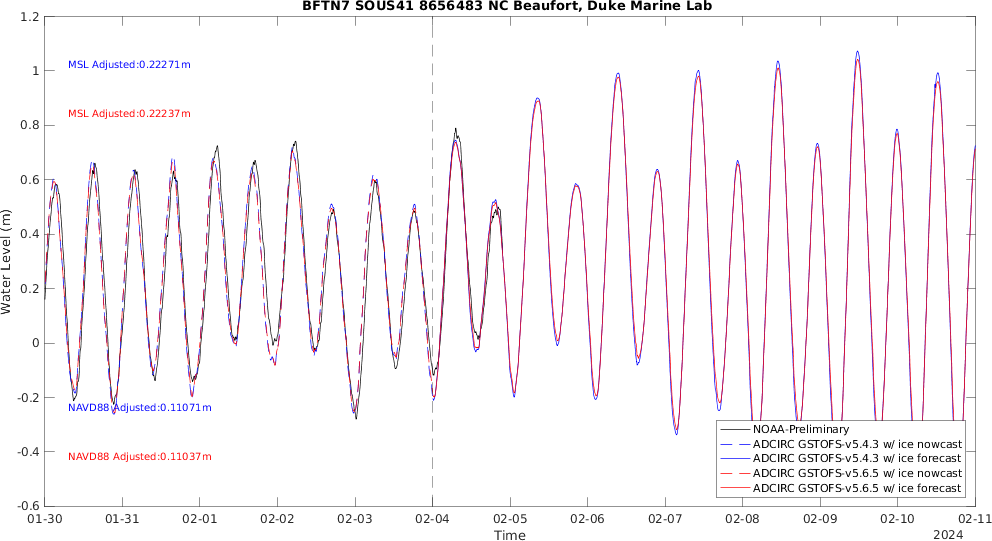 BFTN7 SOUS41 8656483 NC Beaufort, Duke Marine Lab
1.2
1
0.8
0.6
0.4
0.2
0
-0.2
-0.4
-0.6
Water Level (m)
MSL Adjusted:0.22271m
MSL Adjusted:0.22237m
NAVD88 Adjusted:0.11071m
NAVD88 Adjusted:0.11037m
NOAA-Preliminary
ADCIRC GSTOFS-v5.4.3 w/ ice nowcast
ADCIRC GSTOFS-v5.4.3 w/ ice forecast
ADCIRC GSTOFS-v5.6.5 w/ ice nowcast
ADCIRC GSTOFS-v5.6.5 w/ ice forecast
01-30 01-31 02-01 02-02 02-03 02-04 02-05 02-06 02-07 02-08 02-09 02-10 02-11
Time
2024